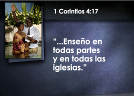 1 Corintios 4:17
"...Enseño en
todas partes
y en todas las
iglesias."